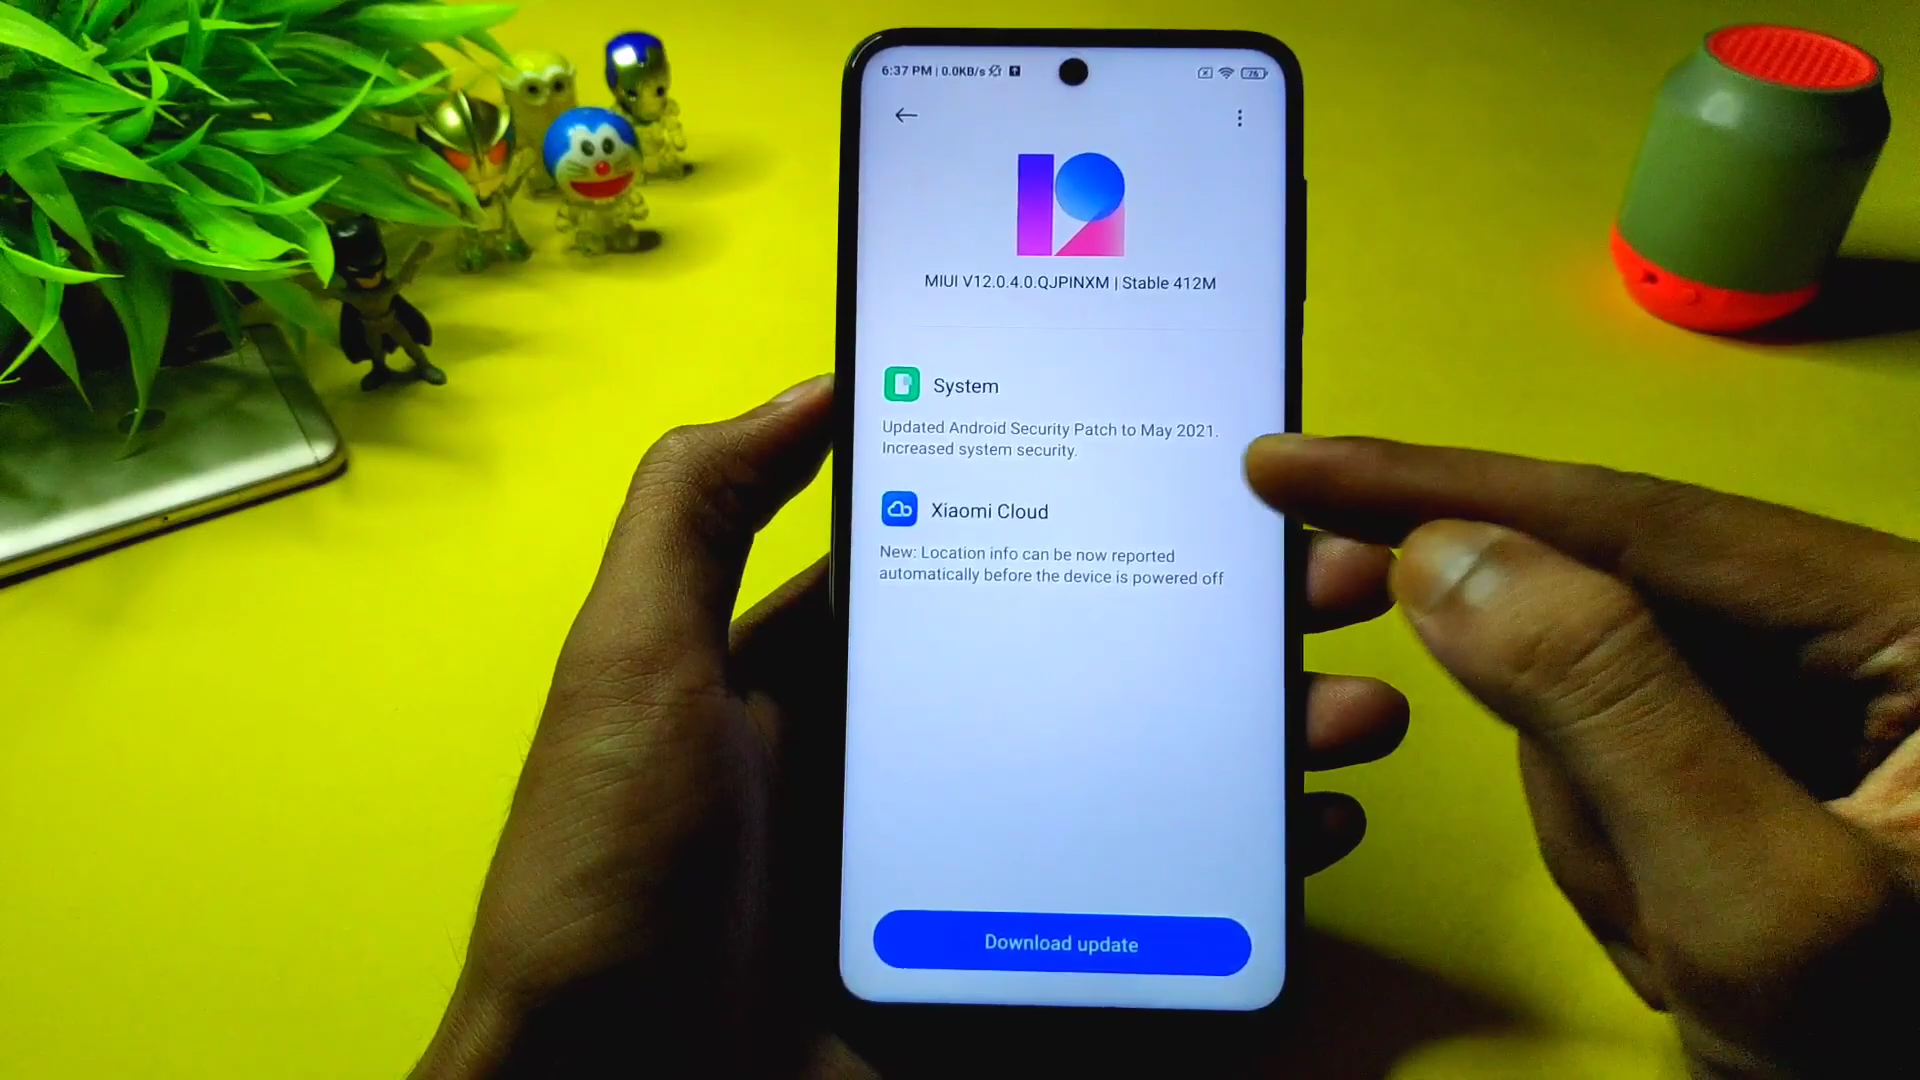 6:37 PM | 0.0KB/s
76
MIUI V12.0.4.0.QJPINXM | Stable 412M
System
Updated Android Security Patch to May 2021.
Increased system security.
Xiaomi Cloud
New: Location info can be now reported
automatically before the device is powered off
Download update